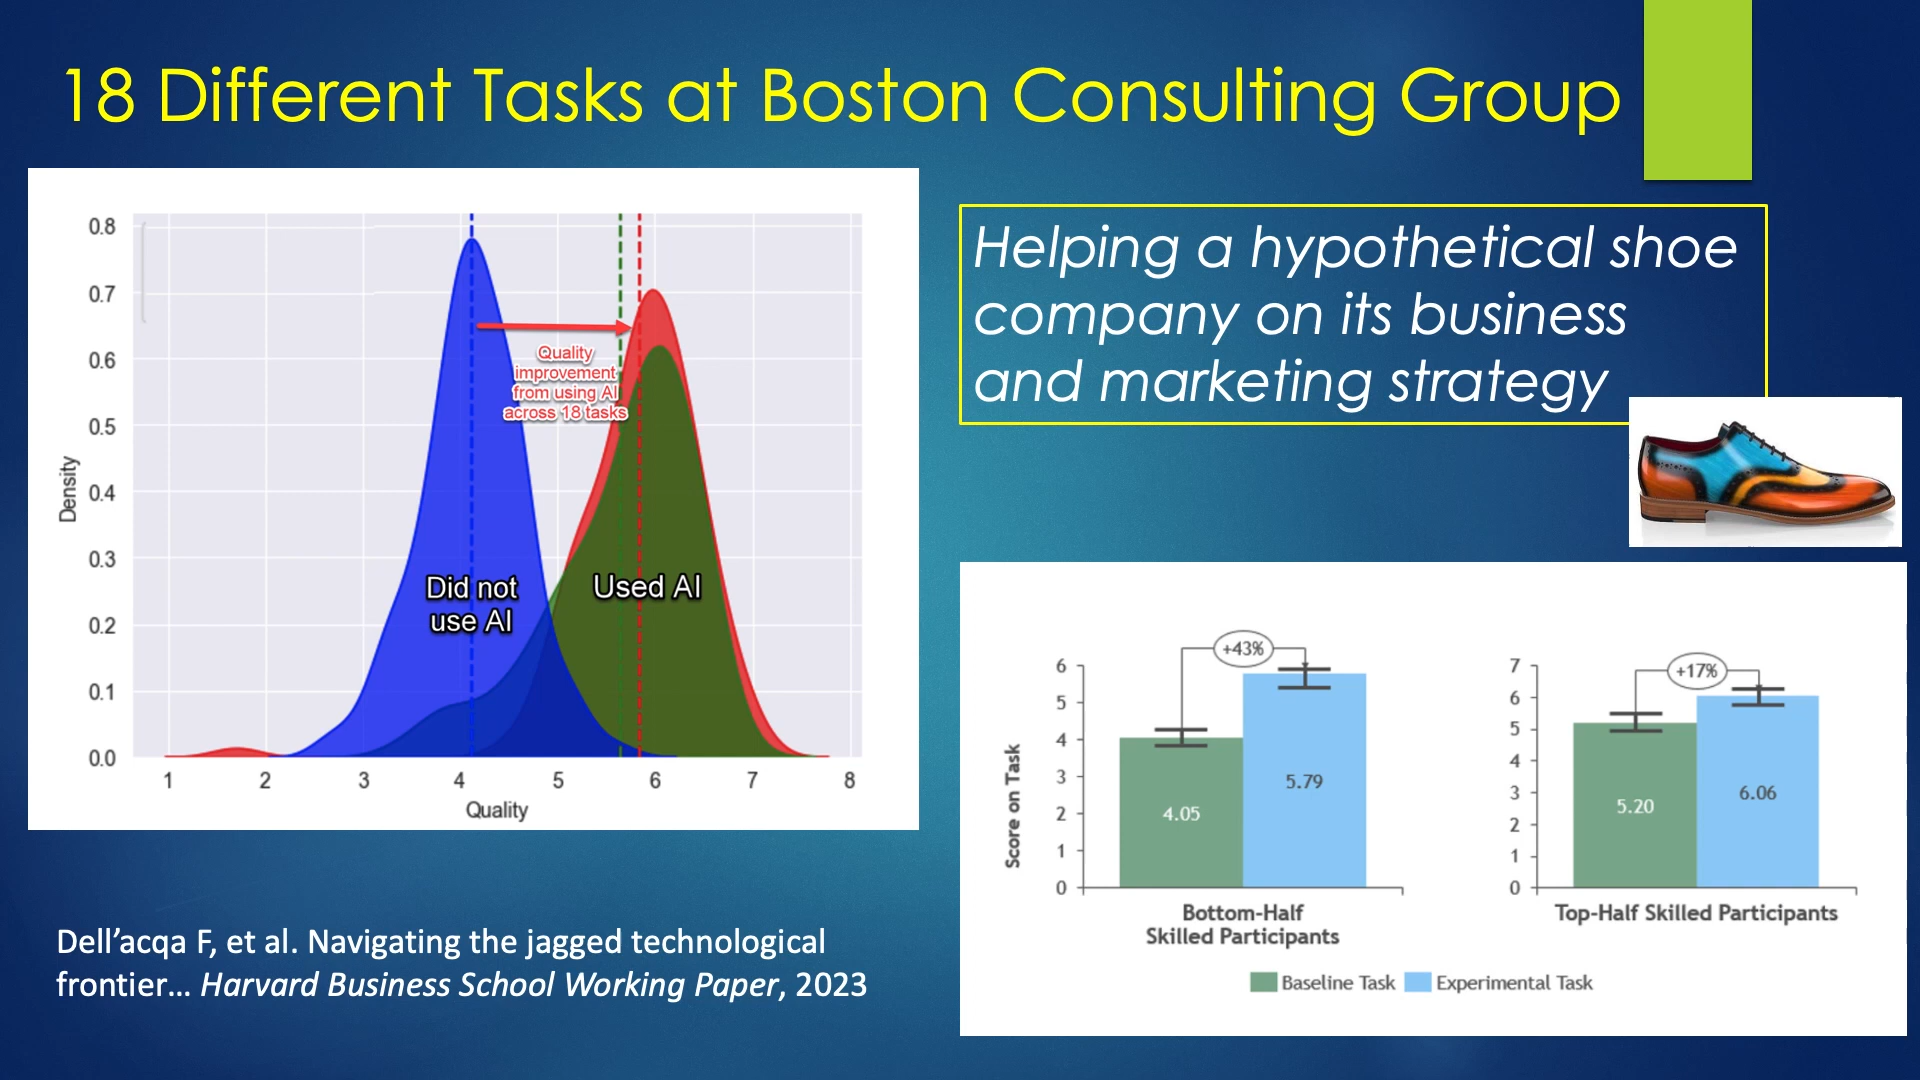 18 Different Tasks at Boston Consulting Group
0.8
0.7
0.6
0.5
0.4
0.3
0.2
0.1
0.0
Density
1 2 3 4 5 6 7 8
Quality
Quality
improvement
from using AI
across 18 tasks
Did not
use AI
Used AI
Helping a hypothetical shoe
company on its business
and marketing strategy
Score on Task
6
5
4
3
2
1
0
+43%
4.05
5.79
Bottom-Half
Skilled Participants
7
6
5
4
3
2
1
0
+17%
5.20
6.06
Top-Half Skilled Participants
Baseline Task Experimental Task
Dell’acqa F, et al. Navigating the jagged technological
frontier… Harvard Business School Working Paper, 2023